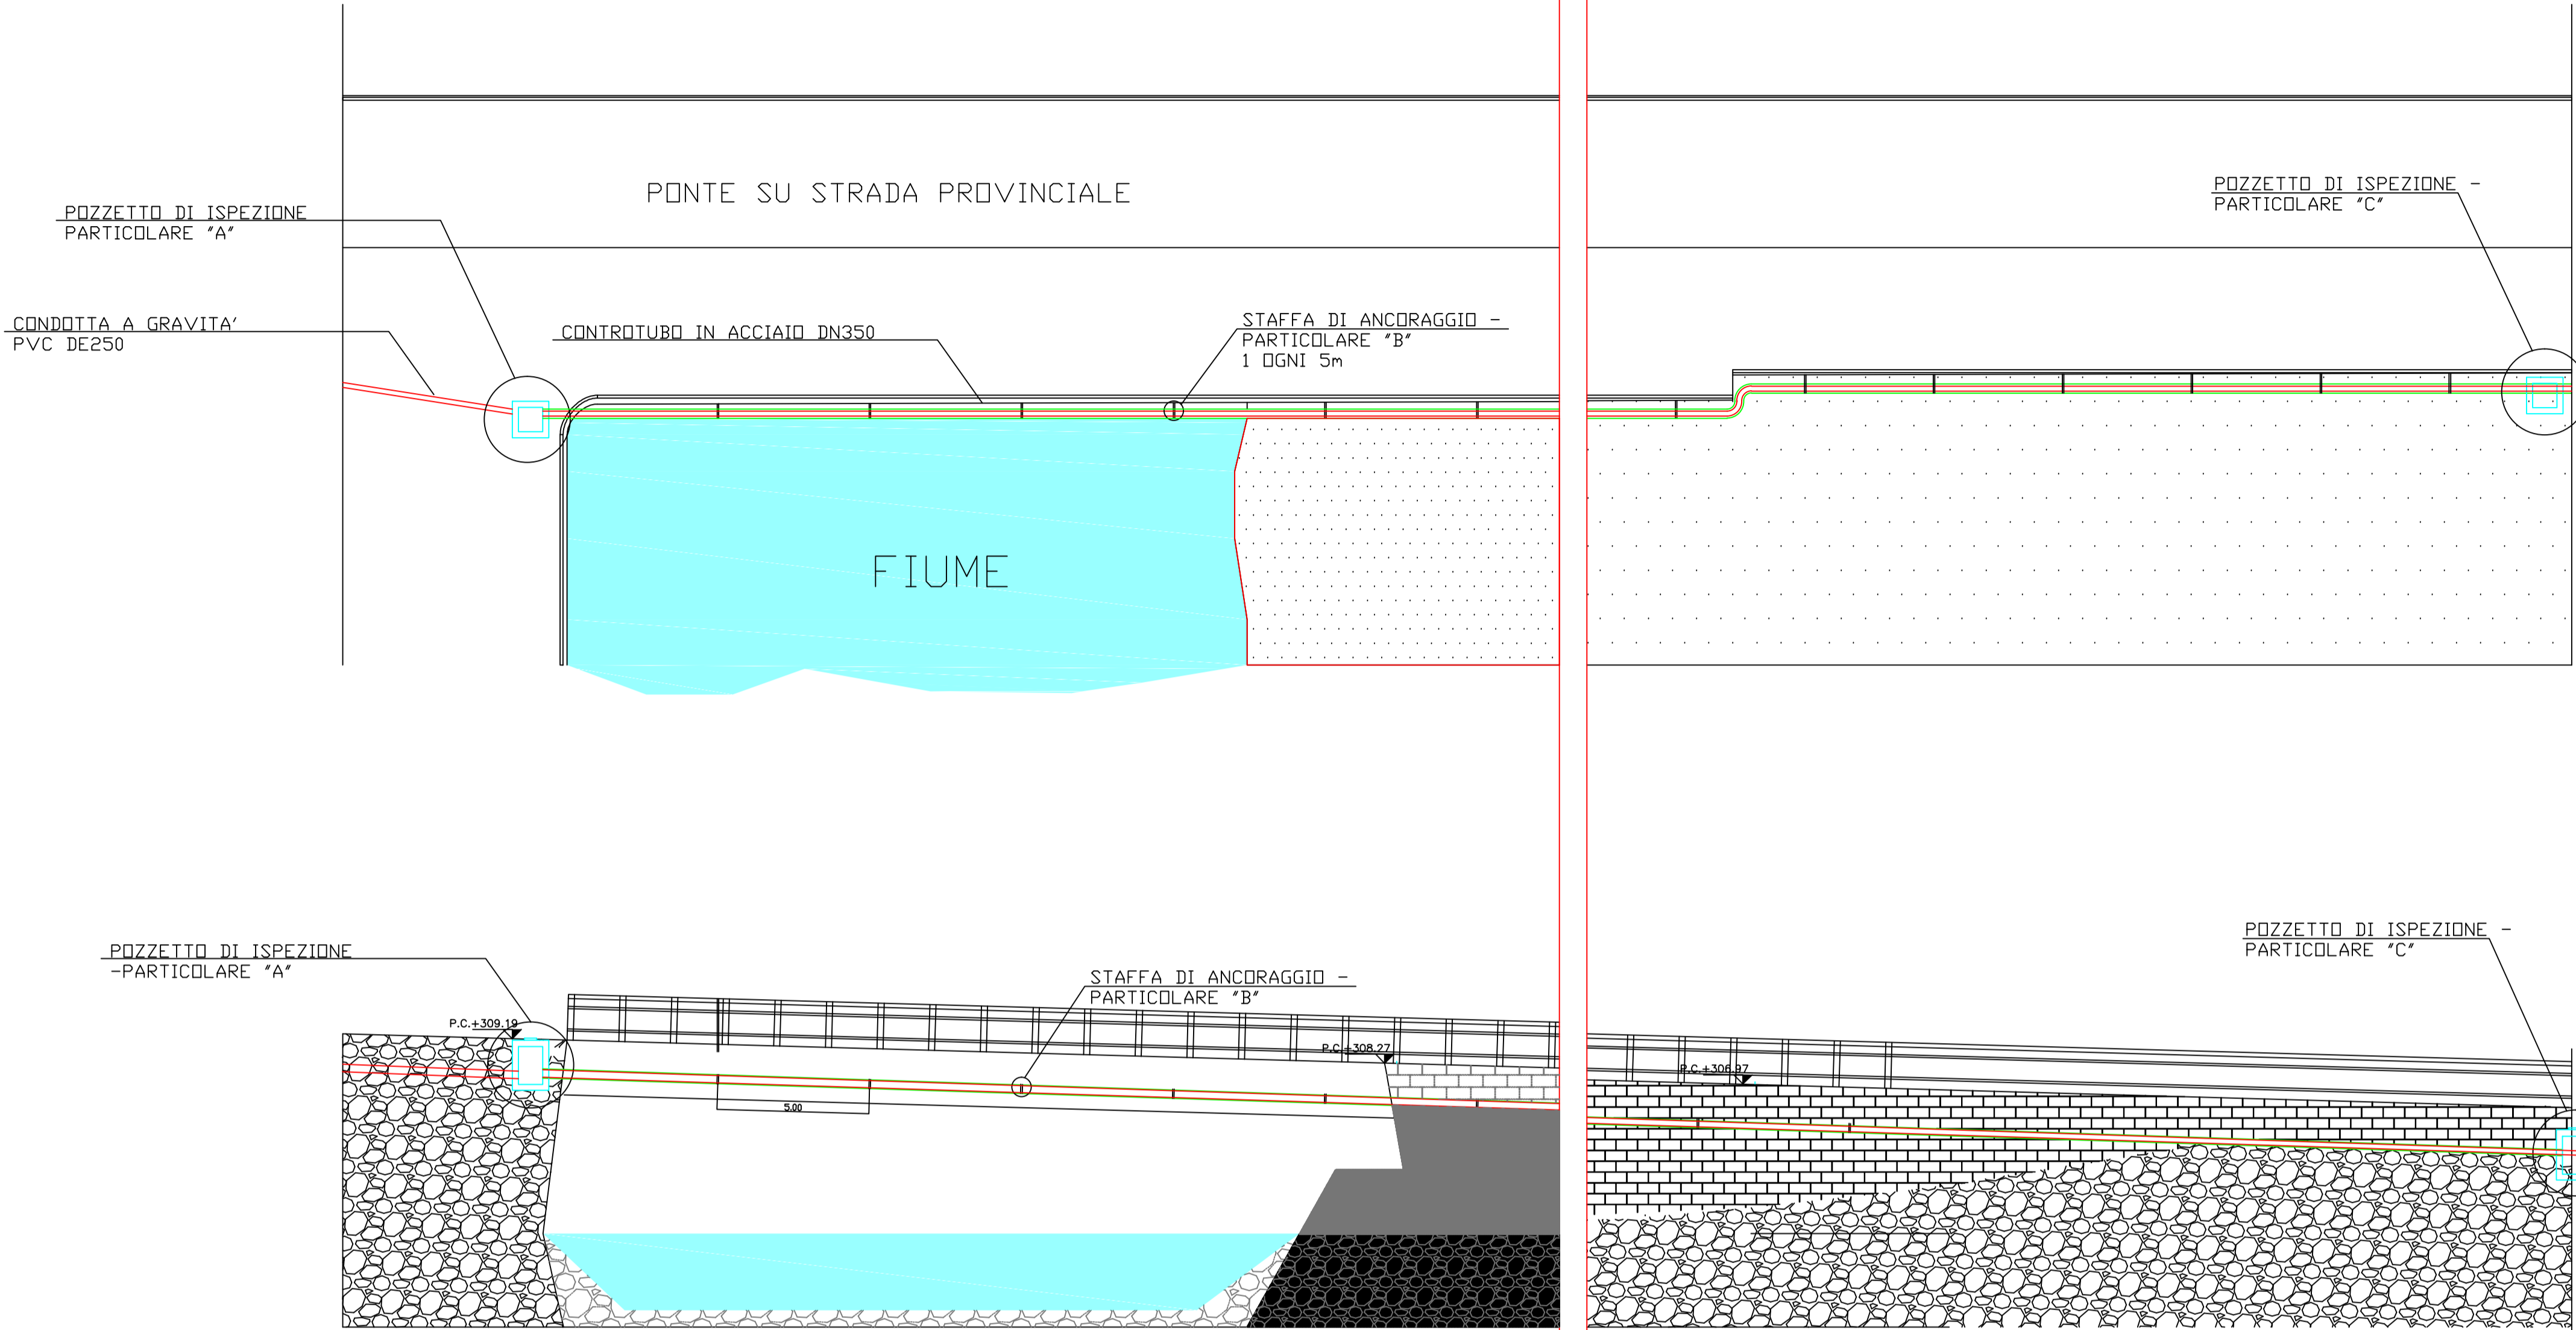 PONTE SU STRADA PROVINCIALE
POZZETTO DI ISPEZIONE -
PARTICOLARE "C"
POZZETTO DI ISPEZIONE
PARTICOLARE "A"
CONDOTTA A GRAVITA'
PVC DE250
CONTROTUBO IN ACCIAIO DN350
STAFFA DI ANCORAGGIO -
PARTICOLARE "B"
1 OGNI 5m
FIUME
POZZETTO DI ISPEZIONE
-PARTICOLARE "A"
STAFFA DI ANCORAGGIO -
PARTICOLARE "B"
POZZETTO DI ISPEZIONE -
PARTICOLARE "C"
P.C.+309.19
P.C.+308.27
P.C.+306.97
5.00